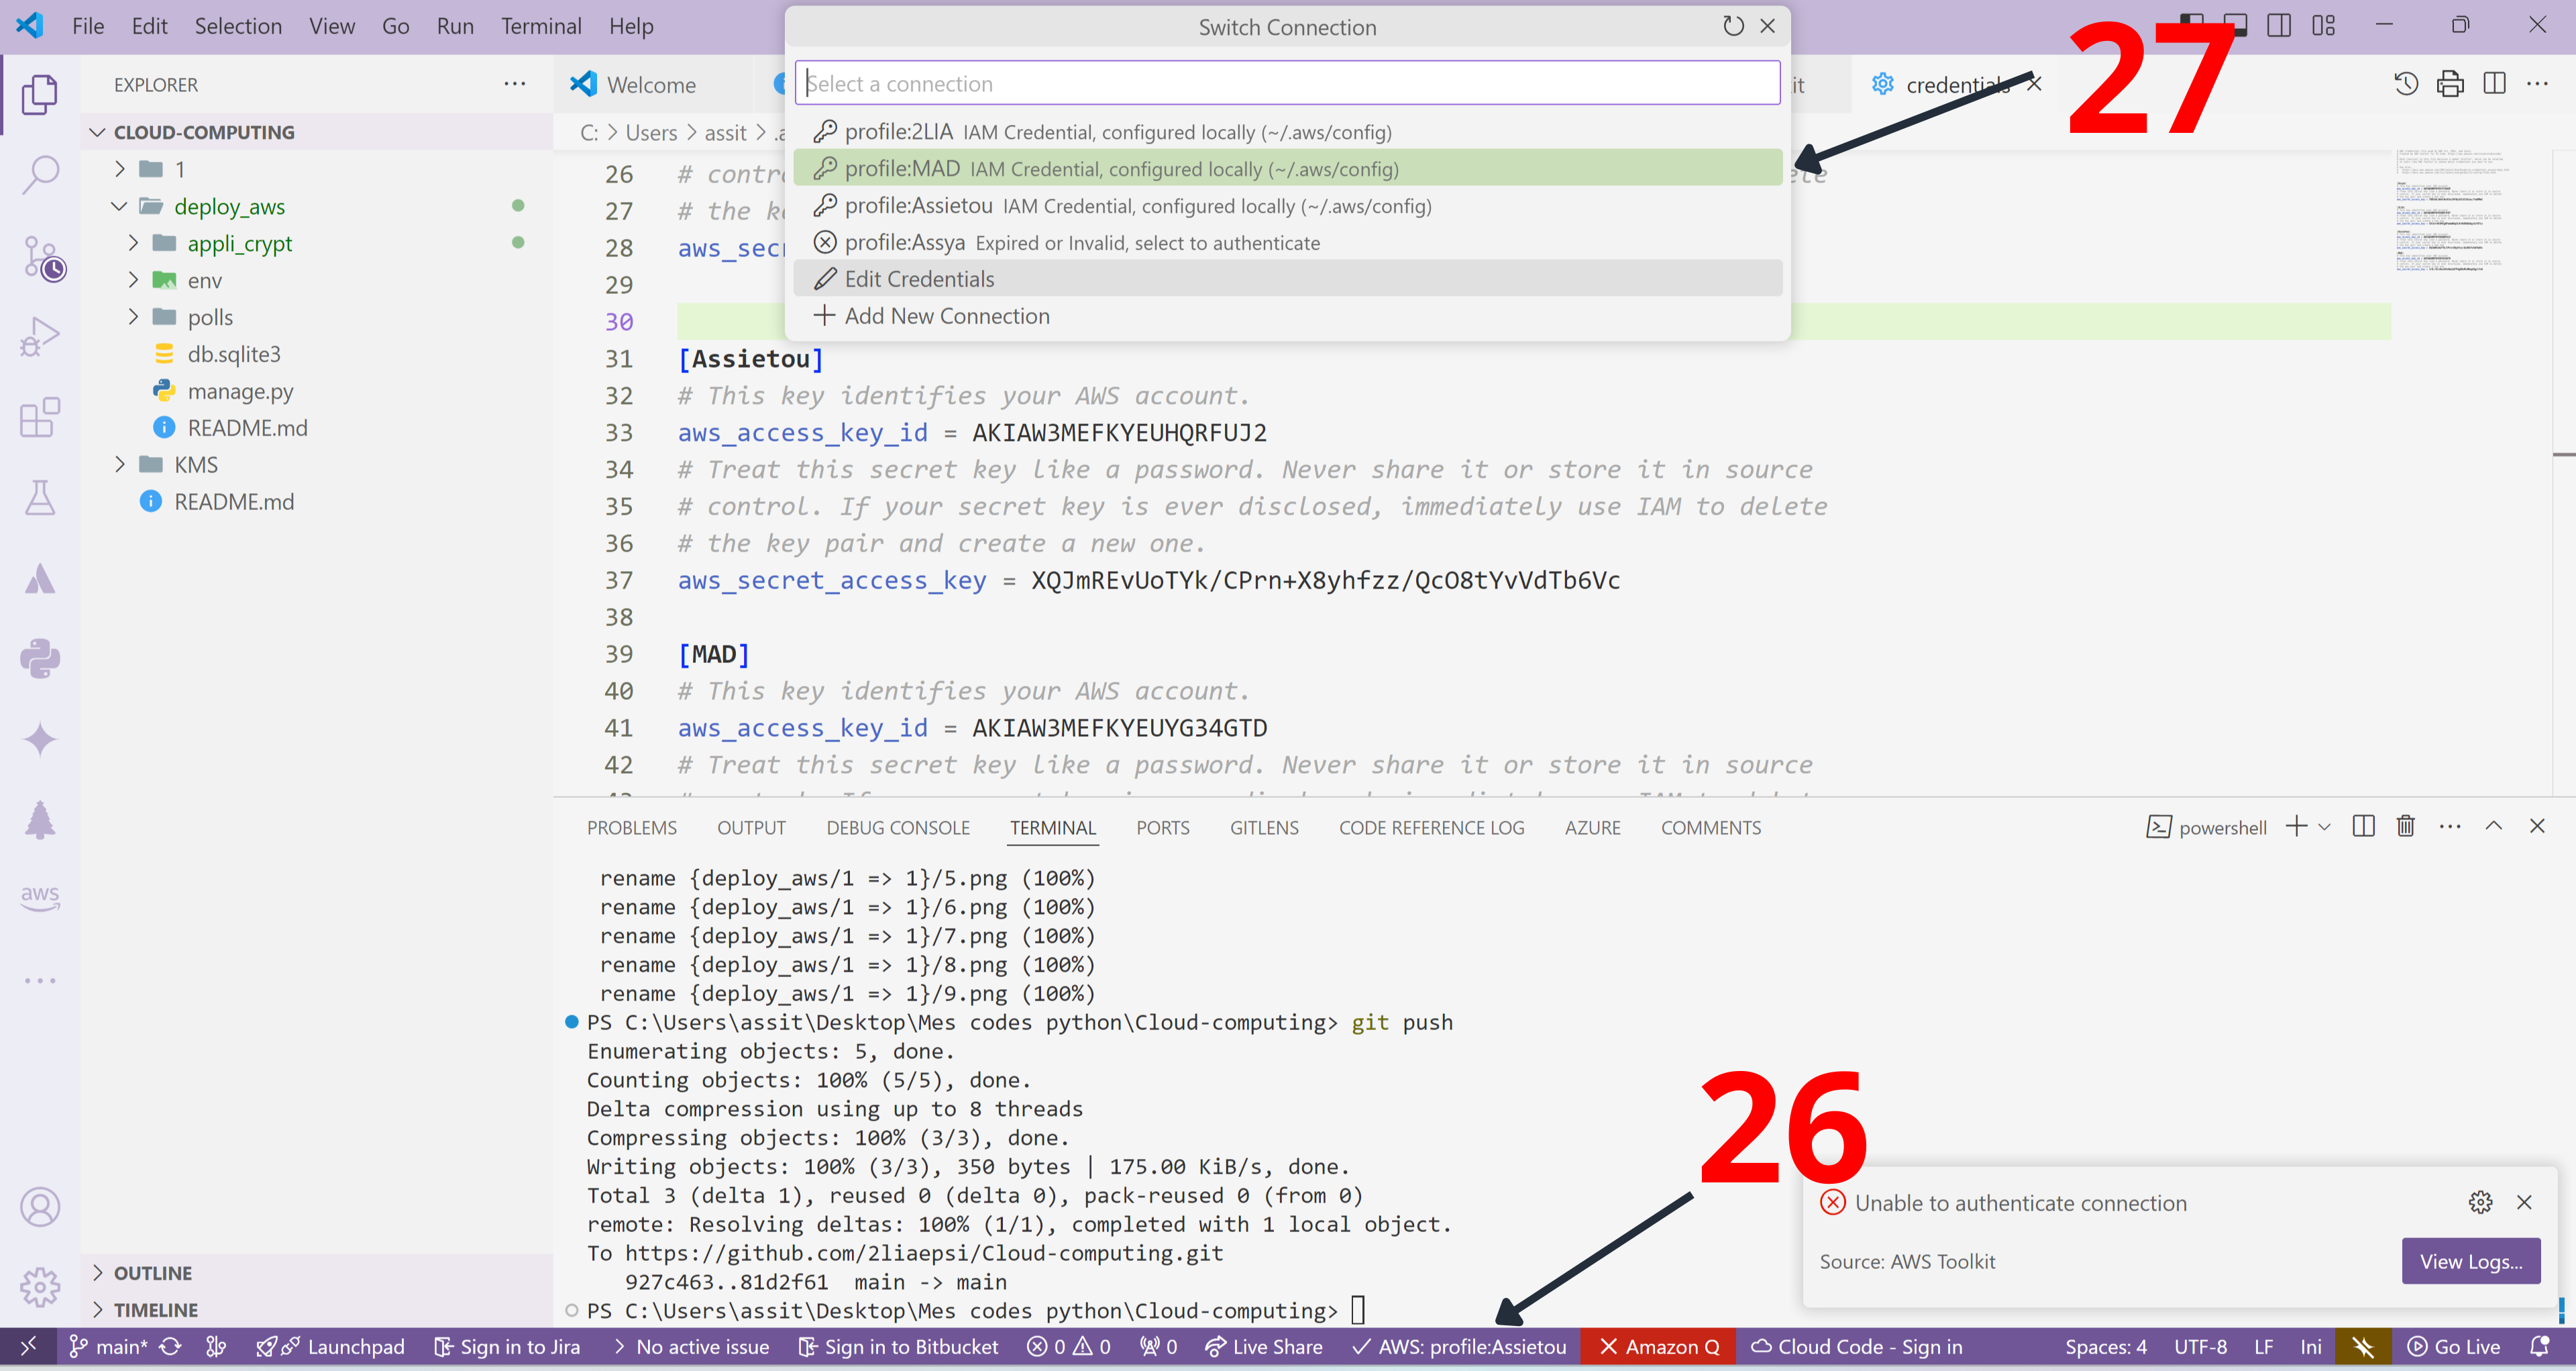 File Edit Selection View Go Run Terminal Help
Switch Connection
27
EXPLORER
Welcome
Select a connection
credentials
CLOUD-COMPUTING
C: > Users > assit >
profile:2LIA IAM Credential, configured locally (~/.aws/config)
profile:MAD IAM Credential, configured locally (~/.aws/config)
profile:Assietou IAM Credential, configured locally (~/.aws/config)
profile:Assya Expired or Invalid, select to authenticate
Edit Credentials
Add New Connection
1
deploy_aws
appli_crypt
env
polls
db.sqlite3
manage.py
README.md
KMS
README.md
26 # contr
27 # the k
28 aws_sec
29
30
31 [Assietou]
32 # This key identifies your AWS account.
33 aws_access_key_id = AKIAW3MEFKYEUHQRFUJ2
34 # Treat this secret key like a password. Never share it or store it in source
35 # control. If your secret key is ever disclosed, immediately use IAM to delete
36 # the key pair and create a new one.
37 aws_secret_access_key = XQJmREvUoTYk/CPrn+X8yhfzz/QcO8tYvVdTb6Vc
38
39 [MAD]
40 # This key identifies your AWS account.
41 aws_access_key_id = AKIAW3MEFKYEUYG34GTD
42 # Treat this secret key like a password. Never share it or store it in source
aws
PROBLEMS OUTPUT DEBUG CONSOLE TERMINAL PORTS GITLENS CODE REFERENCE LOG AZURE COMMENTS
powershell
rename {deploy_aws/1 => 1}/5.png (100%)
rename {deploy_aws/1 => 1}/6.png (100%)
rename {deploy_aws/1 => 1}/7.png (100%)
rename {deploy_aws/1 => 1}/8.png (100%)
rename {deploy_aws/1 => 1}/9.png (100%)
PS C:\Users\assit\Desktop\Mes codes python\Cloud-computing> git push
Enumerating objects: 5, done.
Counting objects: 100% (5/5), done.
Delta compression using up to 8 threads
Compressing objects: 100% (3/3), done.
Writing objects: 100% (3/3), 350 bytes | 175.00 KiB/s, done.
Total 3 (delta 1), reused 0 (delta 0), pack-reused 0 (from 0)
remote: Resolving deltas: 100% (1/1), completed with 1 local object.
To https://github.com/2liaepsi/Cloud-computing.git
927c463..81d2f61 main -> main
PS C:\Users\assit\Desktop\Mes codes python\Cloud-computing>
26
Unable to authenticate connection
Source: AWS Toolkit
View Logs...
OUTLINE
TIMELINE
main* Launchpad Sign in to Jira No active issue Sign in to Bitbucket 0 0 0 Live Share AWS: profile:Assietou Amazon Q Cloud Code - Sign in Spaces: 4 UTF-8 LF Ini Go Live